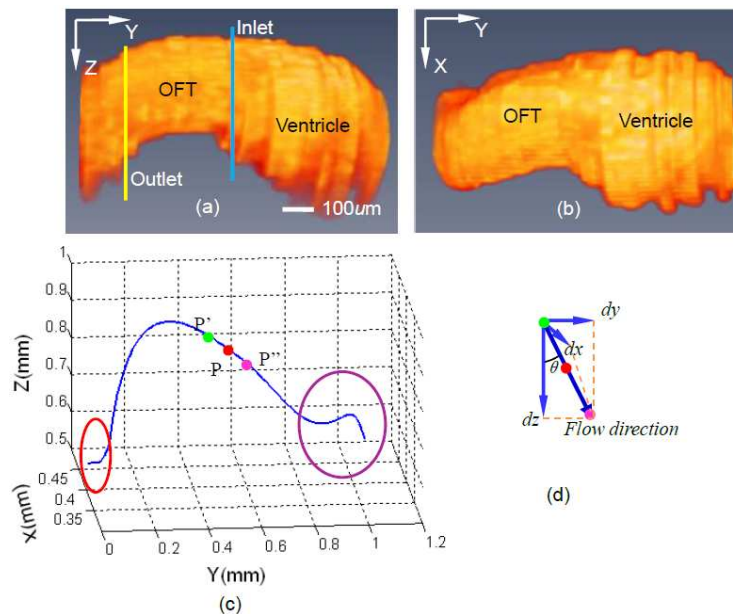 Y
Z
OFT
Inlet
Ventricle
Outlet
(a)
100um
Y
X
OFT
Ventricle
(b)
Z(mm)
1
0.9
0.8
0.7
0.6
0.5
X(mm)
0.45
0.4
0.35
0
0.2
0.4
0.6
0.8
1
1.2
Y(mm)
P'
P
P''
(c)
dy
dx
θ
dz
Flow direction
(d)